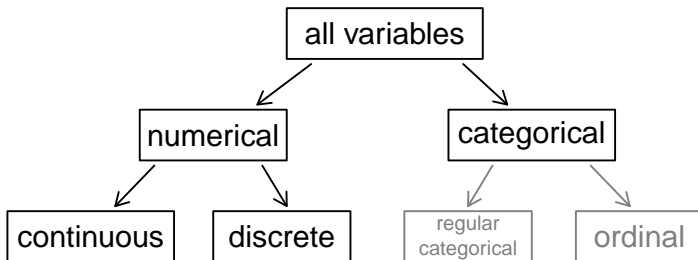 all variables
numerical
categorical
continuous
discrete
regular
categorical
ordinal